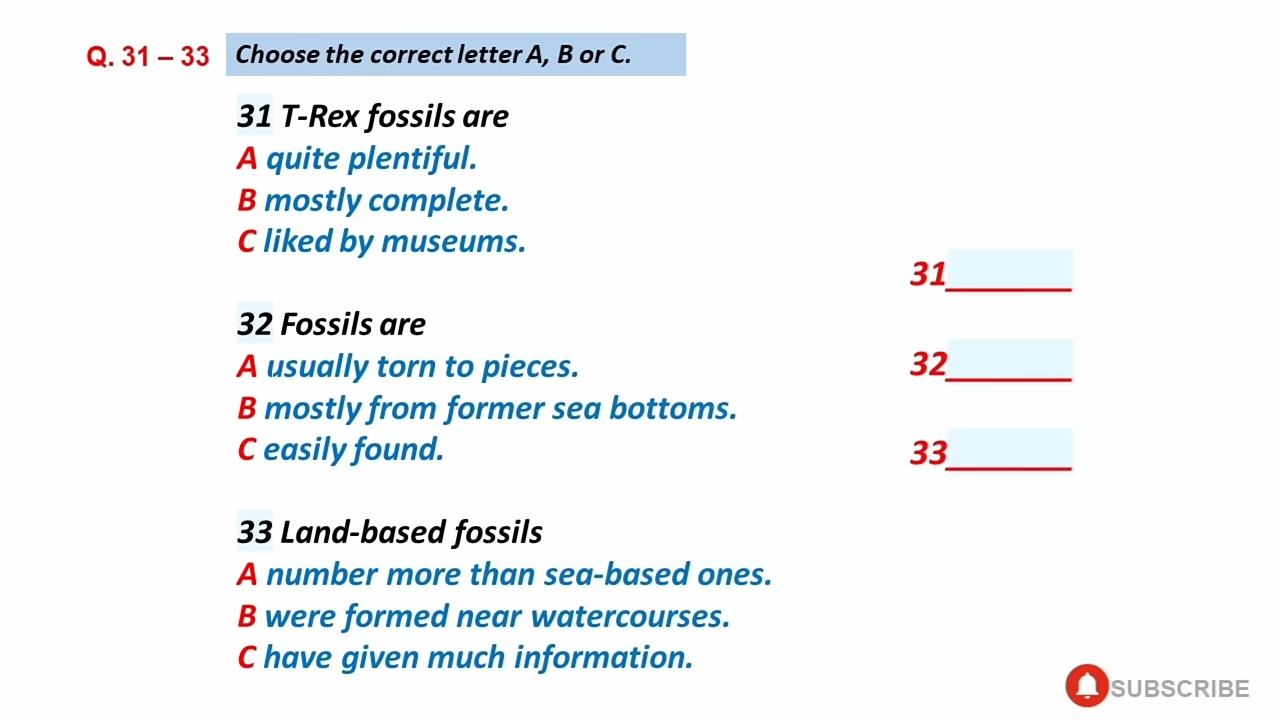 Q. 31 – 33
Choose the correct letter A, B or C.
31 T-Rex fossils are
A quite plentiful.
B mostly complete.
C liked by museums.
32 Fossils are
A usually torn to pieces.
B mostly from former sea bottoms.
C easily found.
33 Land-based fossils
A number more than sea-based ones.
B were formed near watercourses.
C have given much information.
31
32
33
SUBSCRIBE